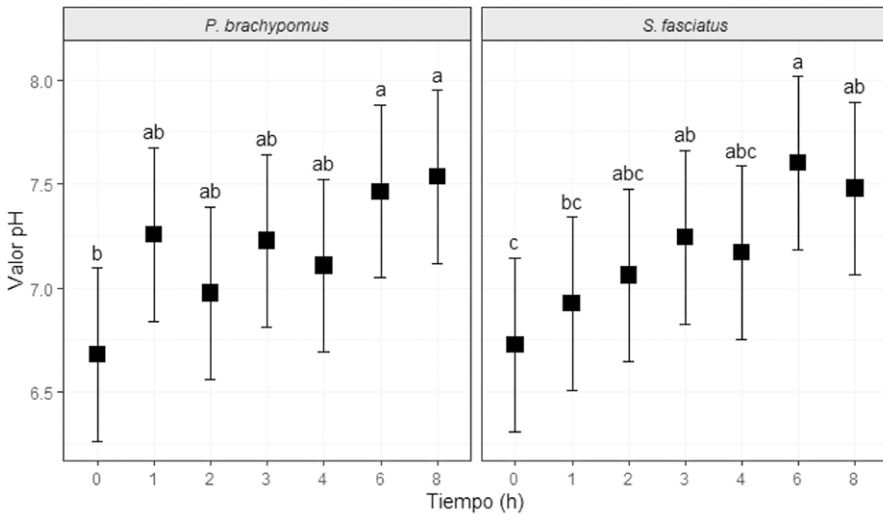 P. brachypomus
S. fasciatus
Valor pH
8.0
7.5
7.0
6.5
b
ab
ab
ab
ab
a
a
c
bc
abc
ab
abc
a
ab
0 1 2 3 4 6 8
0 1 2 3 4 6 8
Tiempo (h)